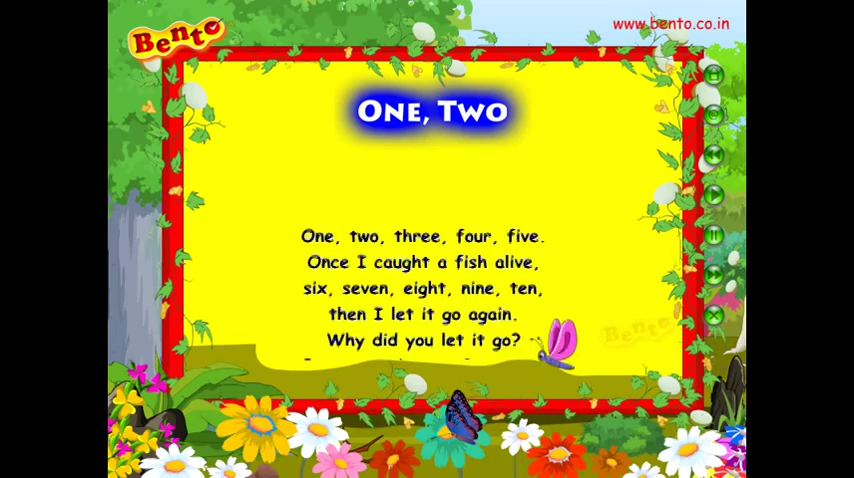 Bento
www.bento.co.in
One, Two
One, two, three, four, five.
Once I caught a fish alive,
six, seven, eight, nine, ten,
then I let it go again.
Why did you let it go?
Bento